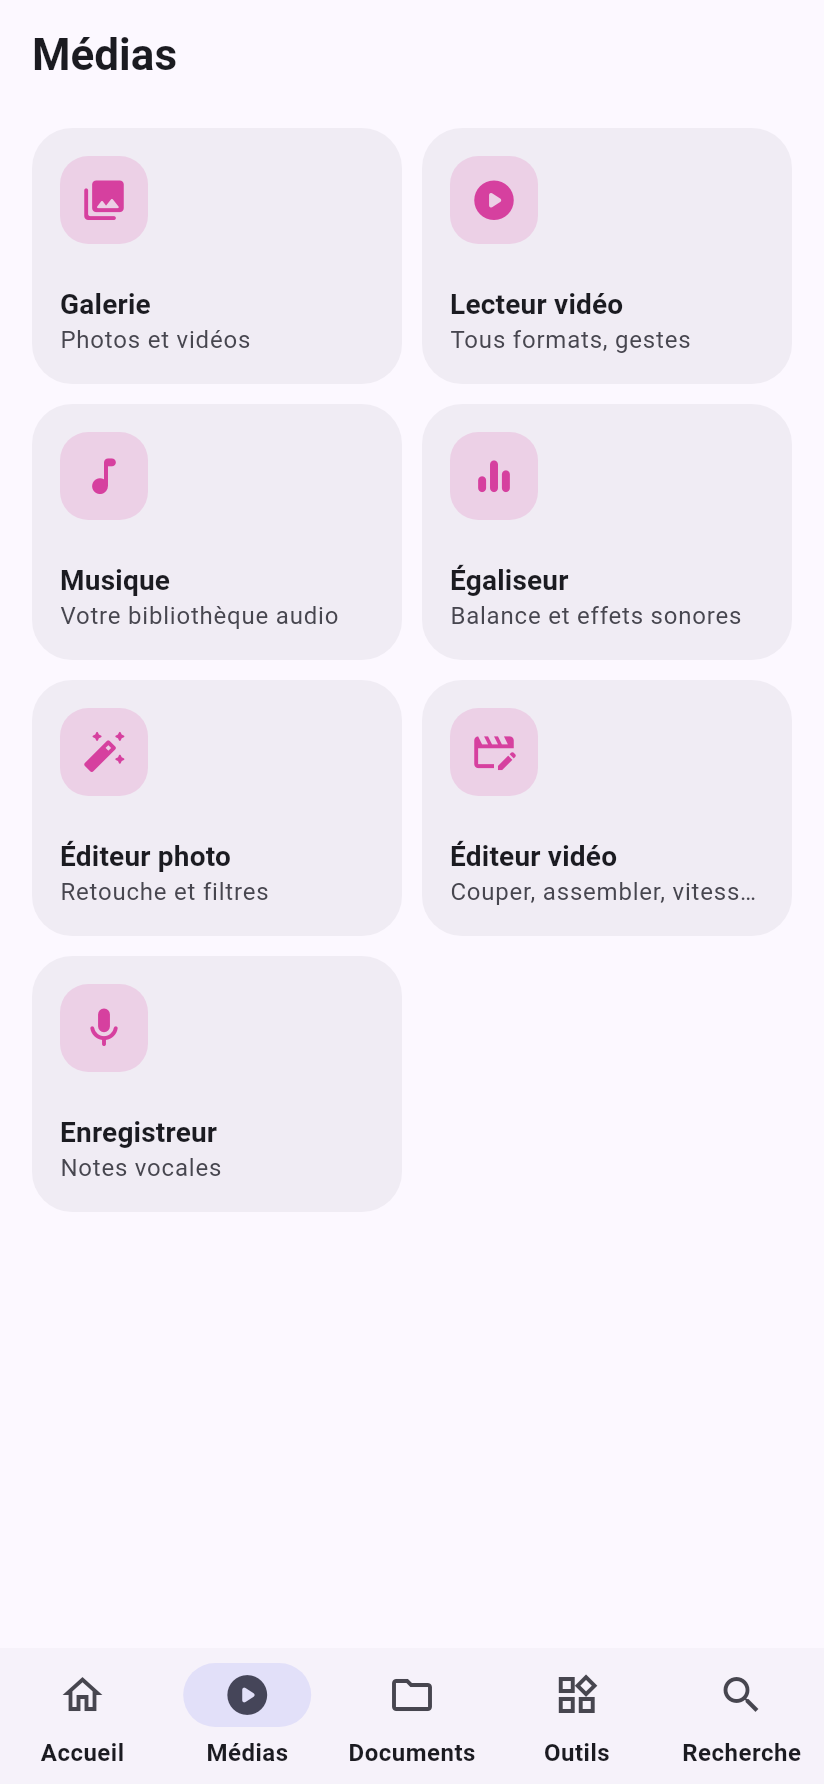 Médias
Galerie
Photos et vidéos
Lecteur vidéo
Tous formats, gestes
Musique
Votre bibliothèque audio
Égaliseur
Balance et effets sonores
Éditeur photo
Retouche et filtres
Éditeur vidéo
Couper, assembler, vitess…
Enregistreur
Notes vocales
Accueil
Médias
Documents
Outils
Recherche